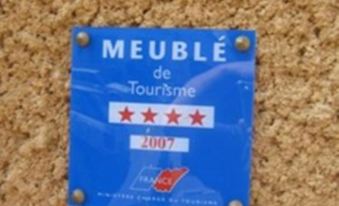 MEUBLÉ
de
Tourisme
2007
FRANCE
MINISTÈRE CHARGÉ DU TOURISME